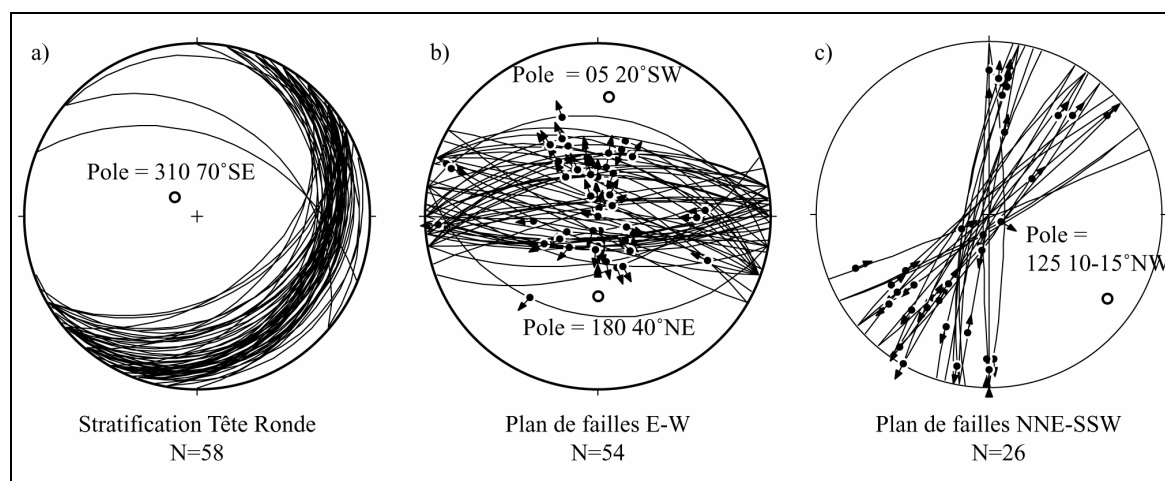 a)
Pole = 310 70°SE
Stratification Tête Ronde
N=58
b)
Pole = 05 20°SW
Pole = 180 40°NE
Plan de failles E-W
N=54
c)
Pole =
125 10-15°NW
Plan de failles NNE-SSW
N=26